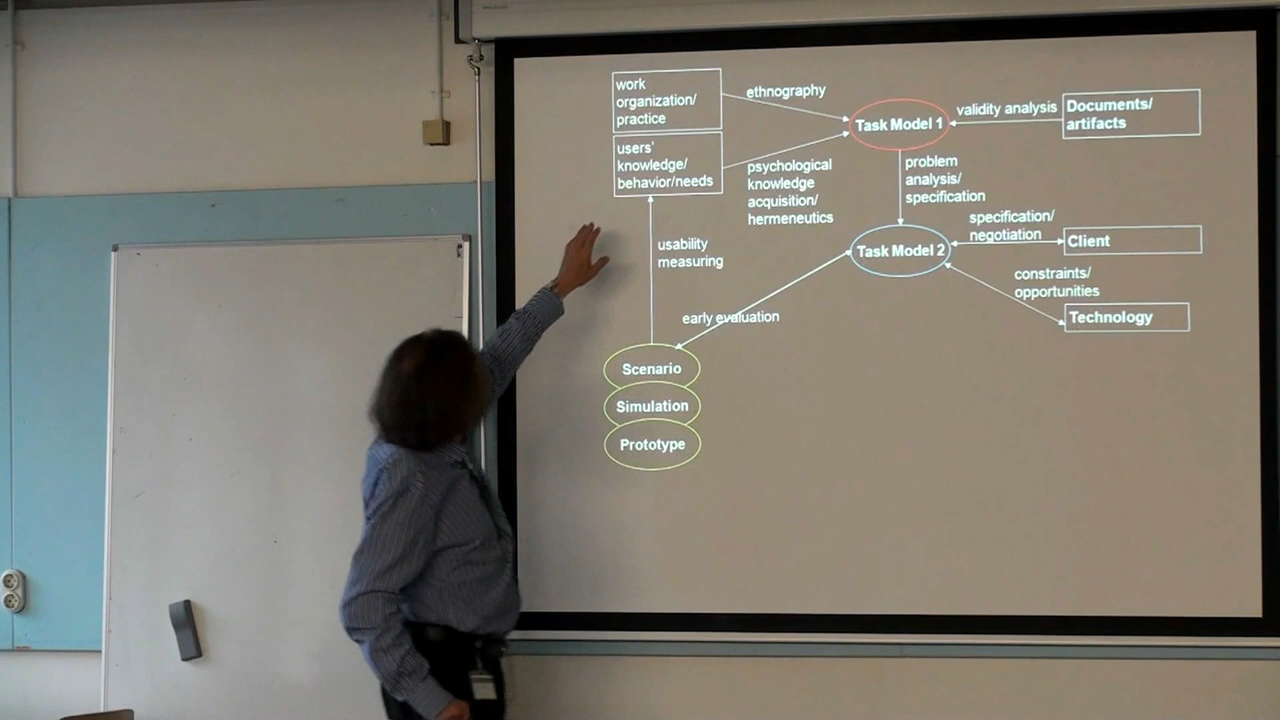 work
organization/
practice
users'
knowledge/
behavior/needs
ethnography
psychological
knowledge
acquisition/
hermeneutics
Task Model 1
validity analysis
Documents/
artifacts
problem
analysis/
specification
Task Model 2
specification/
negotiation
Client
constraints/
opportunities
Technology
usability
measuring
early evaluation
Scenario
Simulation
Prototype